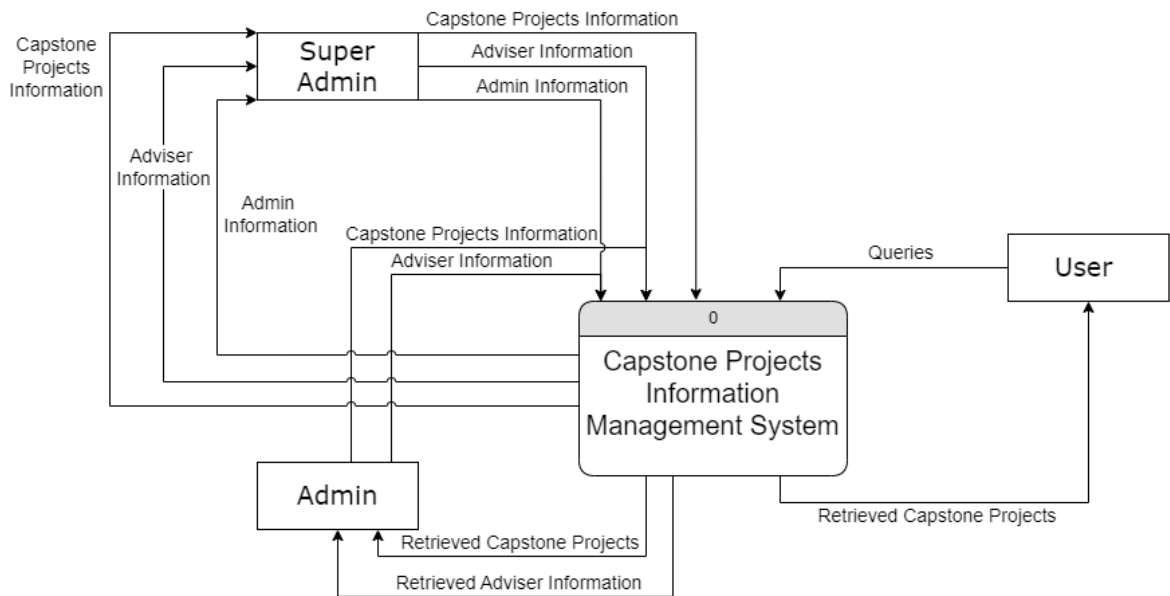 Capstone Projects Information
Capstone
Projects
Information
Super
Admin
Adviser Information
Admin Information
Adviser
Information
Admin
Information
Capstone Projects Information
Adviser Information
Queries
User
0
Capstone Projects
Information
Management System
Admin
Retrieved Capstone Projects
Retrieved Capstone Projects
Retrieved Adviser Information